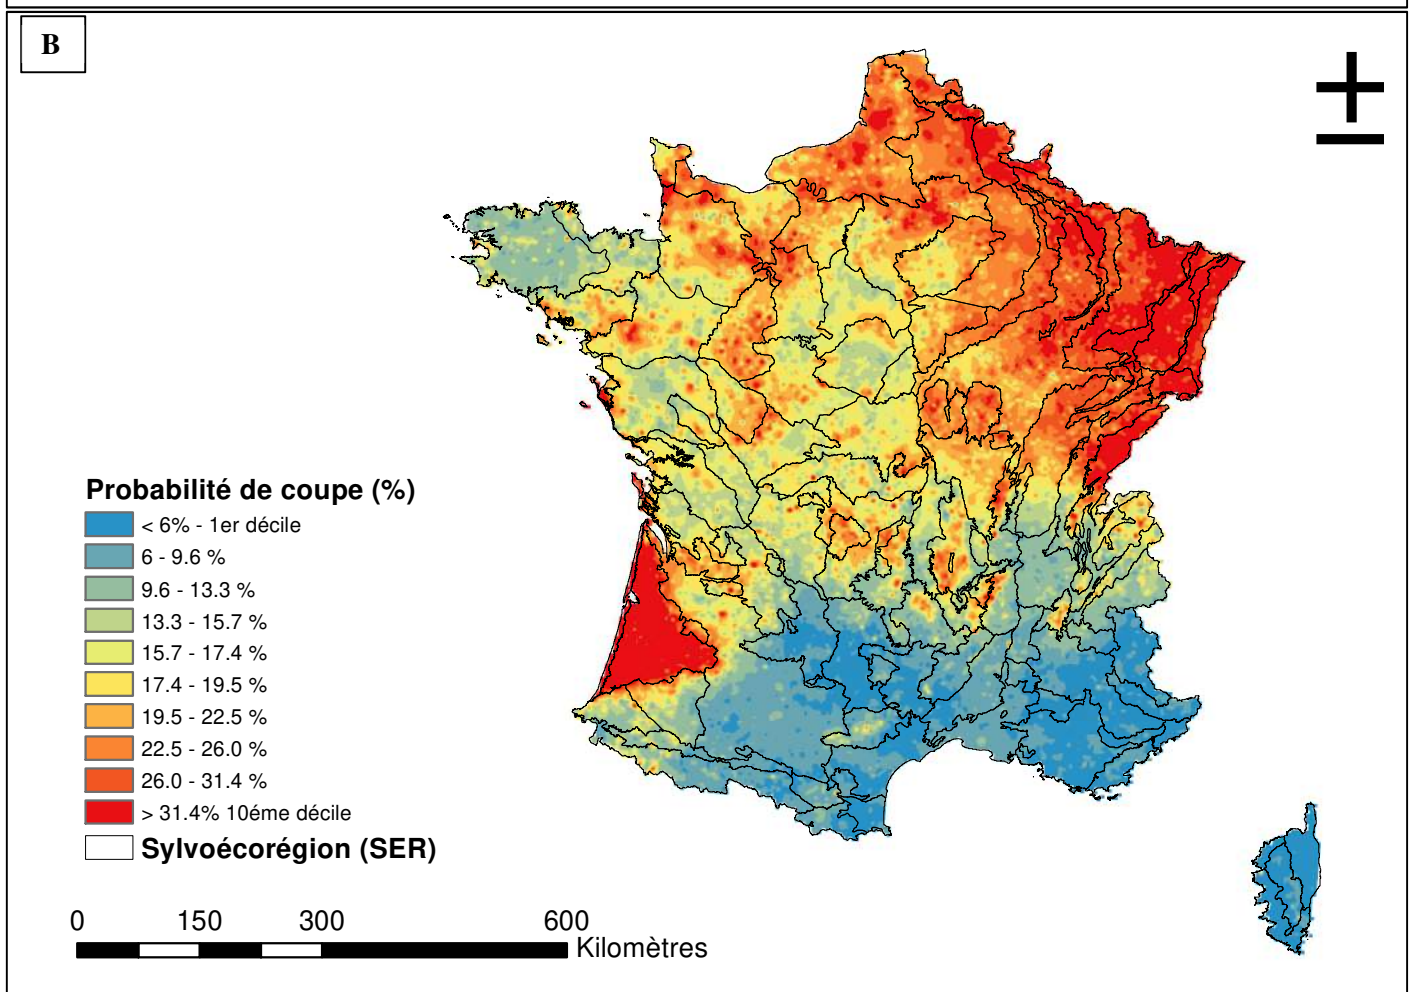 B
Probabilité de coupe (%)
< 6% - 1er décile
6 - 9.6 %
9.6 - 13.3 %
13.3 - 15.7 %
15.7 - 17.4 %
17.4 - 19.5 %
19.5 - 22.5 %
22.5 - 26.0 %
26.0 - 31.4 %
> 31.4% 10éme décile
Sylvoécorégion (SER)
0 150 300 600
Kilomètres